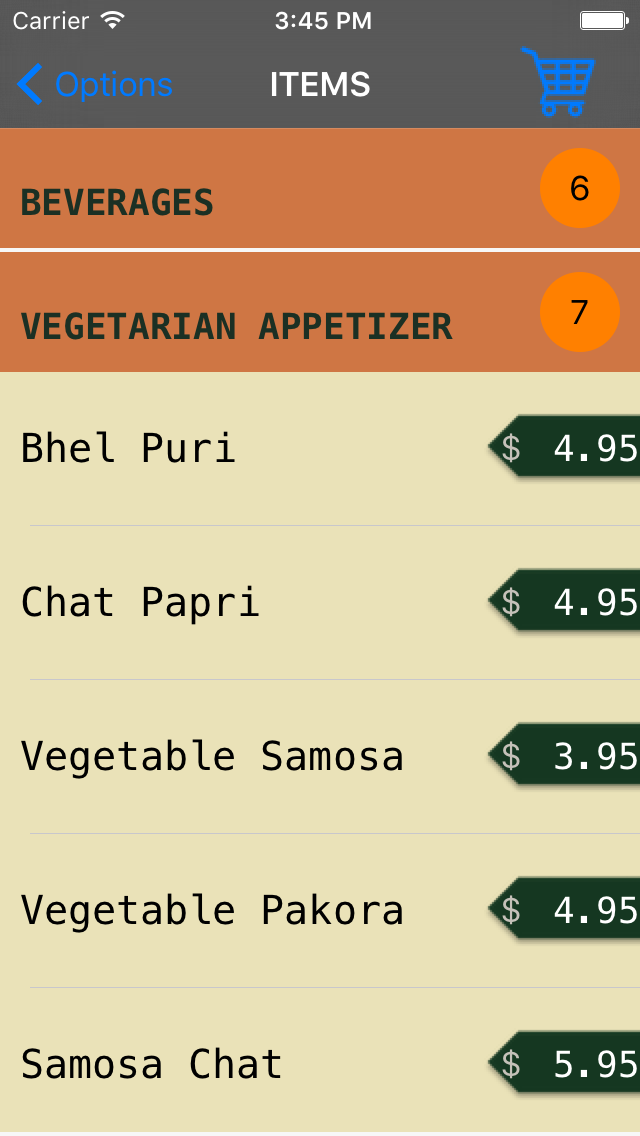 Carrier 3:45 PM
Options ITEMS
BEVERAGES 6
VEGETARIAN APPETIZER 7
Bhel Puri $ 4.95
Chat Papri $ 4.95
Vegetable Samosa $ 3.95
Vegetable Pakora $ 4.95
Samosa Chat $ 5.95